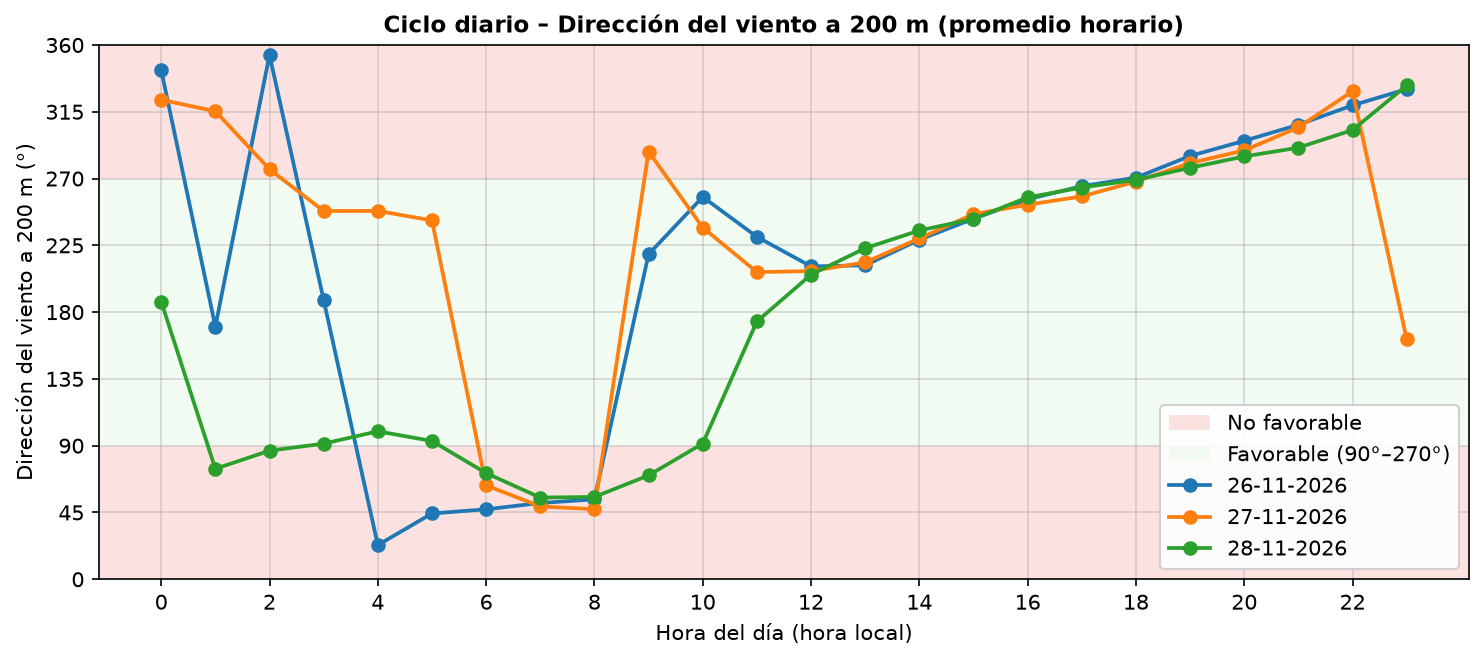 Ciclo diario – Dirección del viento a 200 m (promedio horario)
Dirección del viento a 200 m (°)
360
315
270
225
180
135
90
45
0
0 2 4 6 8 10 12 14 16 18 20 22
Hora del día (hora local)
No favorable
Favorable (90°–270°)
26-11-2026
27-11-2026
28-11-2026